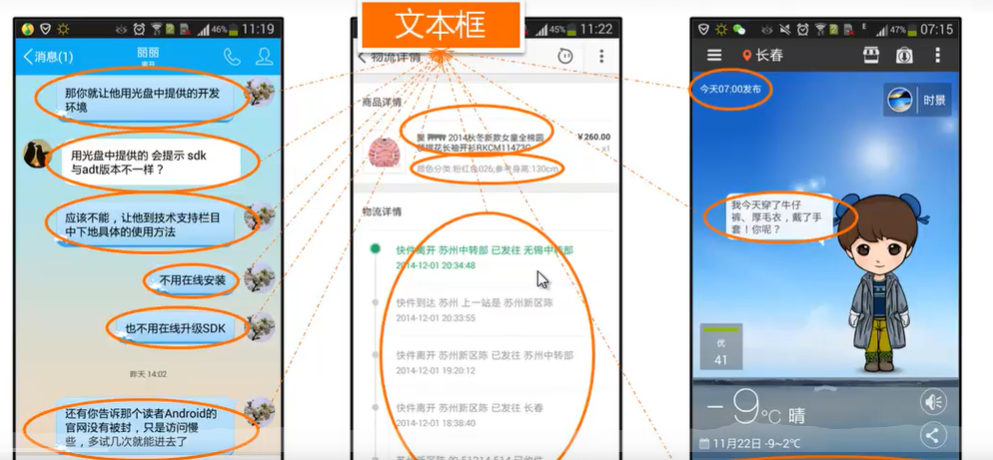 文本框
46% 11:19
消息(1)
丽丽
那你就让他用光盘中提供的开发
环境
用光盘中提供的 会提示 sdk
与adt版本不一样？
应该不能，让他到技术支持栏目
中下地具体的使用方法
不用在线安装
也不用在线升级SDK
昨天 14:02
还有你告诉那个读者Android的
官网没有被封，只是访问慢
些，多试几次就能进去了
45% 11:22
物流详情
商品详情
2014秋冬新款女童全棉圆
花长袖开衫RKCM11473G
¥260.00
x1
颜色分类:粉红色026;参考身高:130cm
物流详情
快件离开 苏州中转部 已发往 无锡中转部
2014-12-01 20:34:48
快件到达 苏州 上一站是 苏州新区陈
2014-12-01 20:33:55
快件离开 苏州新区陈 已发往 苏州中转部
2014-12-01 19:20:12
快件离开 苏州新区陈 已发往 长春
2014-12-01 18:38:40
47% 07:15
长春
今天07:00发布
时景
我今天穿了牛仔
裤、厚毛衣，戴了手
套！你呢？
优
41
-9℃ 晴
11月22日 -9~2℃